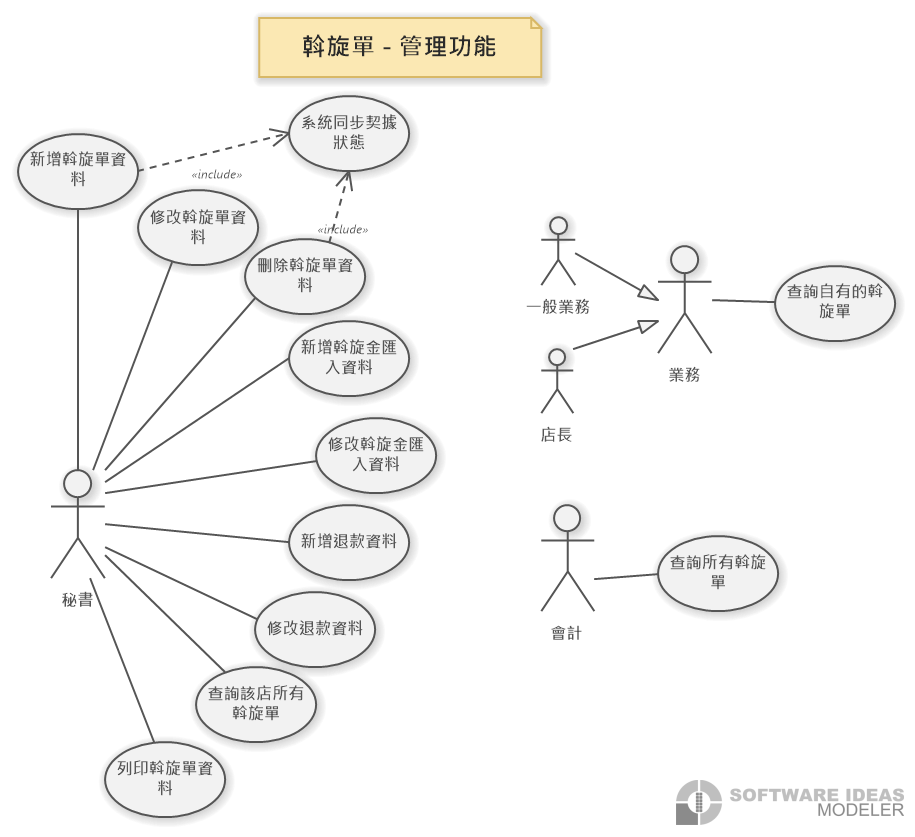 斡旋單 - 管理功能
系統同步契據
狀態
新增斡旋單資
料
«include»
修改斡旋單資
料
«include»
刪除斡旋單資
料
新增斡旋金匯
入資料
修改斡旋金匯
入資料
新增退款資料
修改退款資料
查詢該店所有
斡旋單
列印斡旋單資
料
秘書
一般業務
店長
業務
查詢自有的斡
旋單
會計
查詢所有斡旋
單
SOFTWARE IDEAS
MODELER